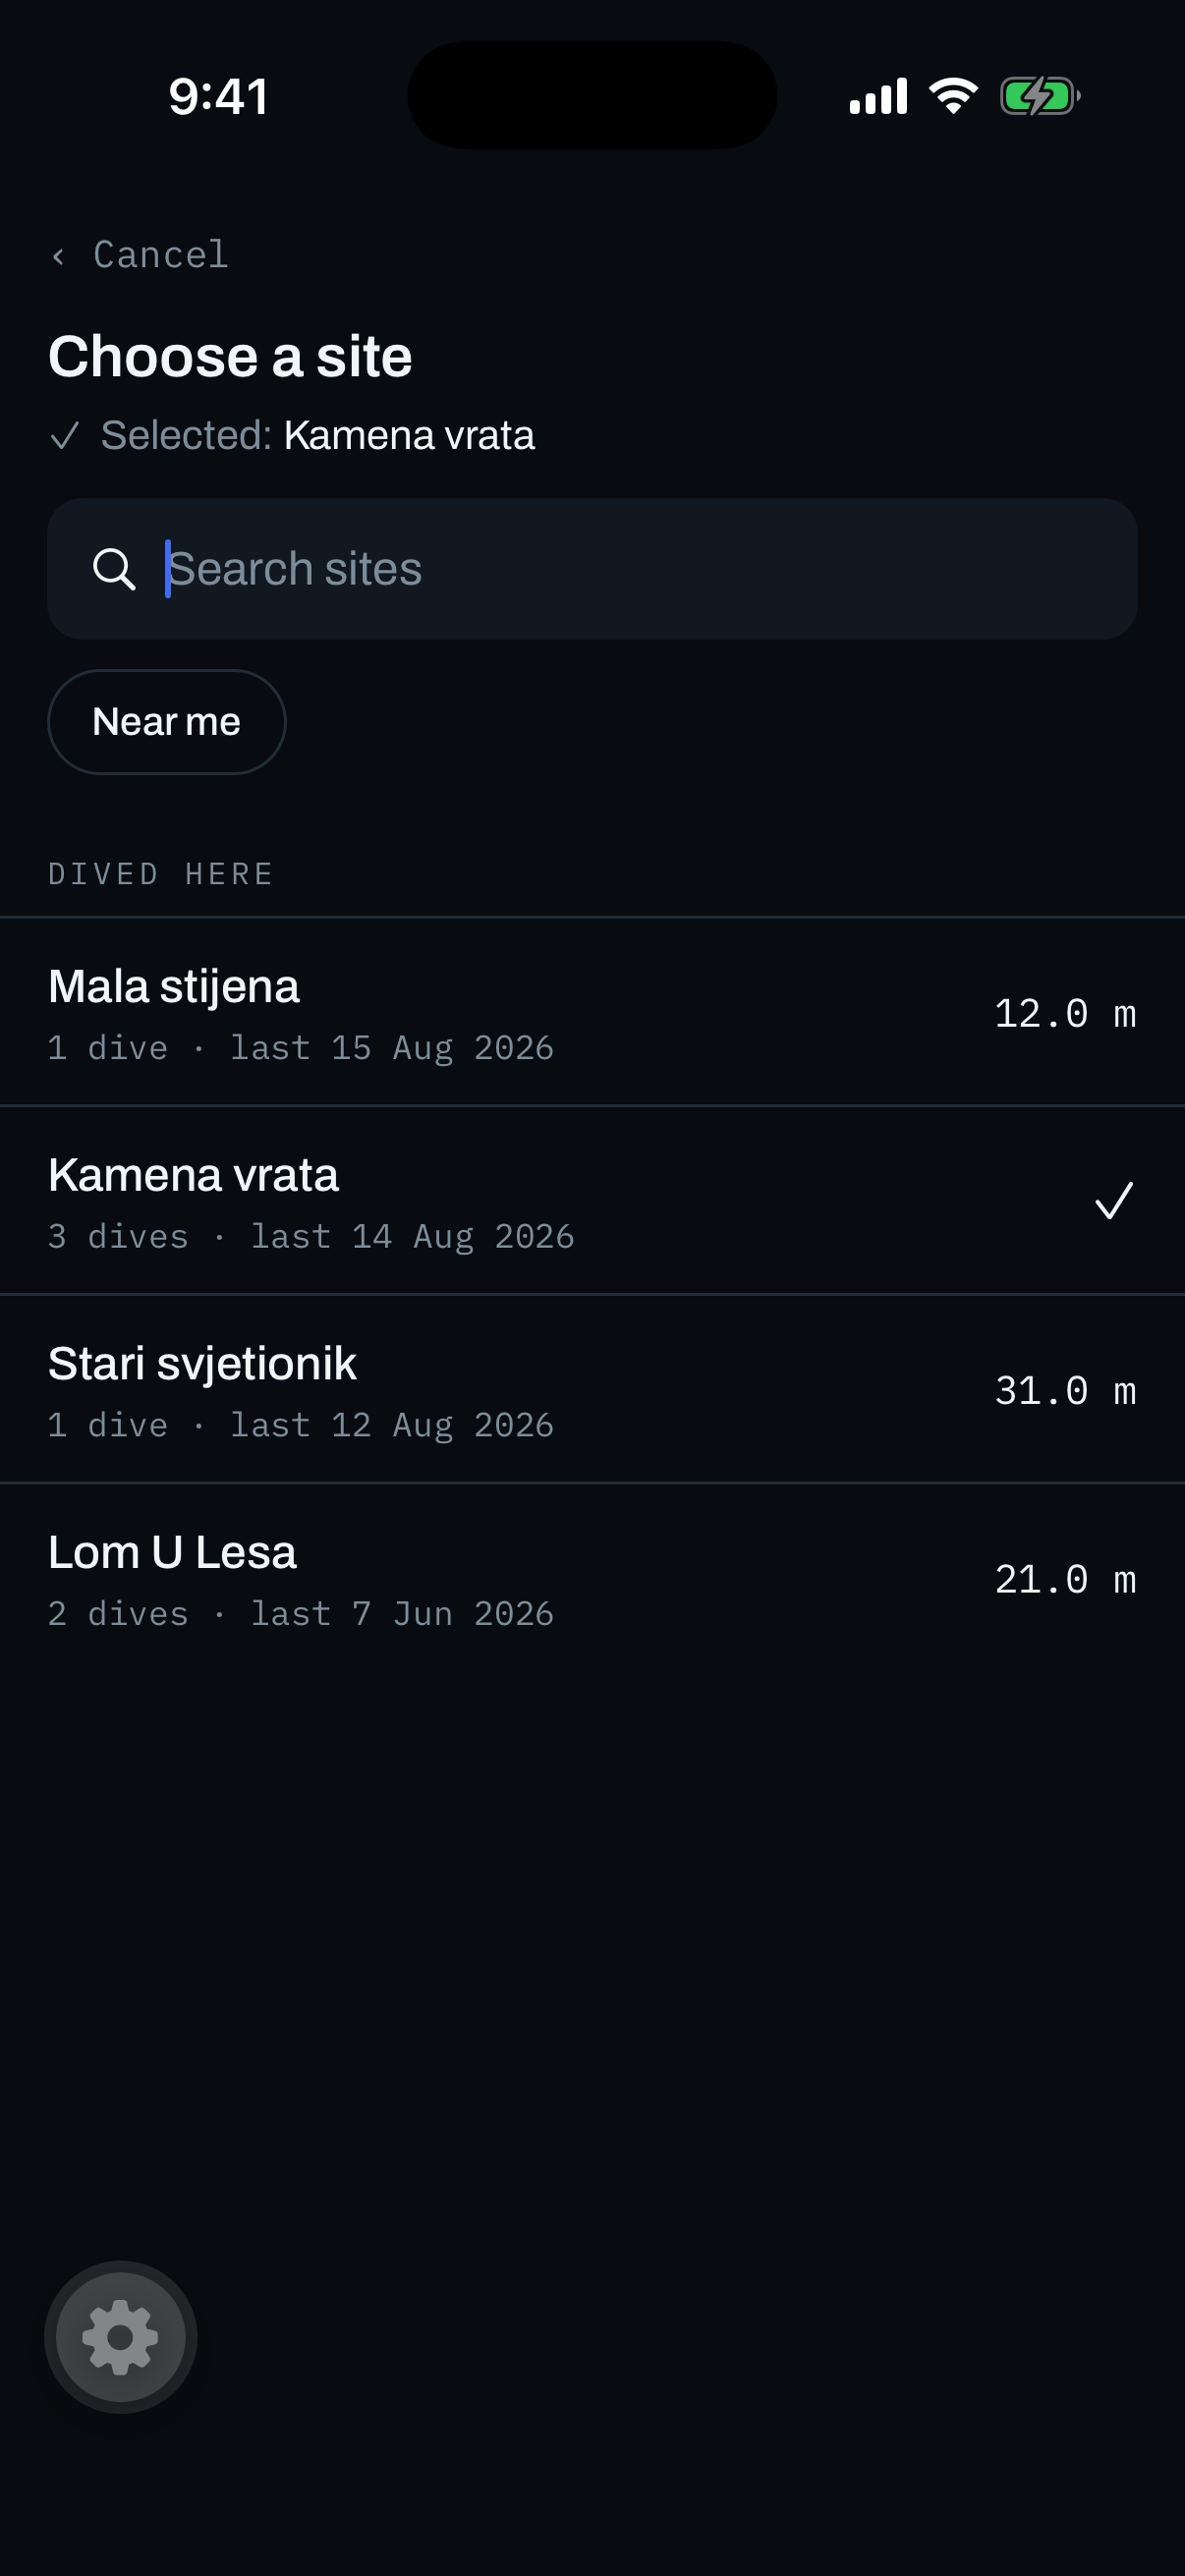 9:41
‹ Cancel
Choose a site
✓ Selected: Kamena vrata
Search sites
Near me
DIVED HERE
Mala stijena
12.0 m
1 dive · last 15 Aug 2026
Kamena vrata
✓
3 dives · last 14 Aug 2026
Stari svjetionik
31.0 m
1 dive · last 12 Aug 2026
Lom U Lesa
21.0 m
2 dives · last 7 Jun 2026